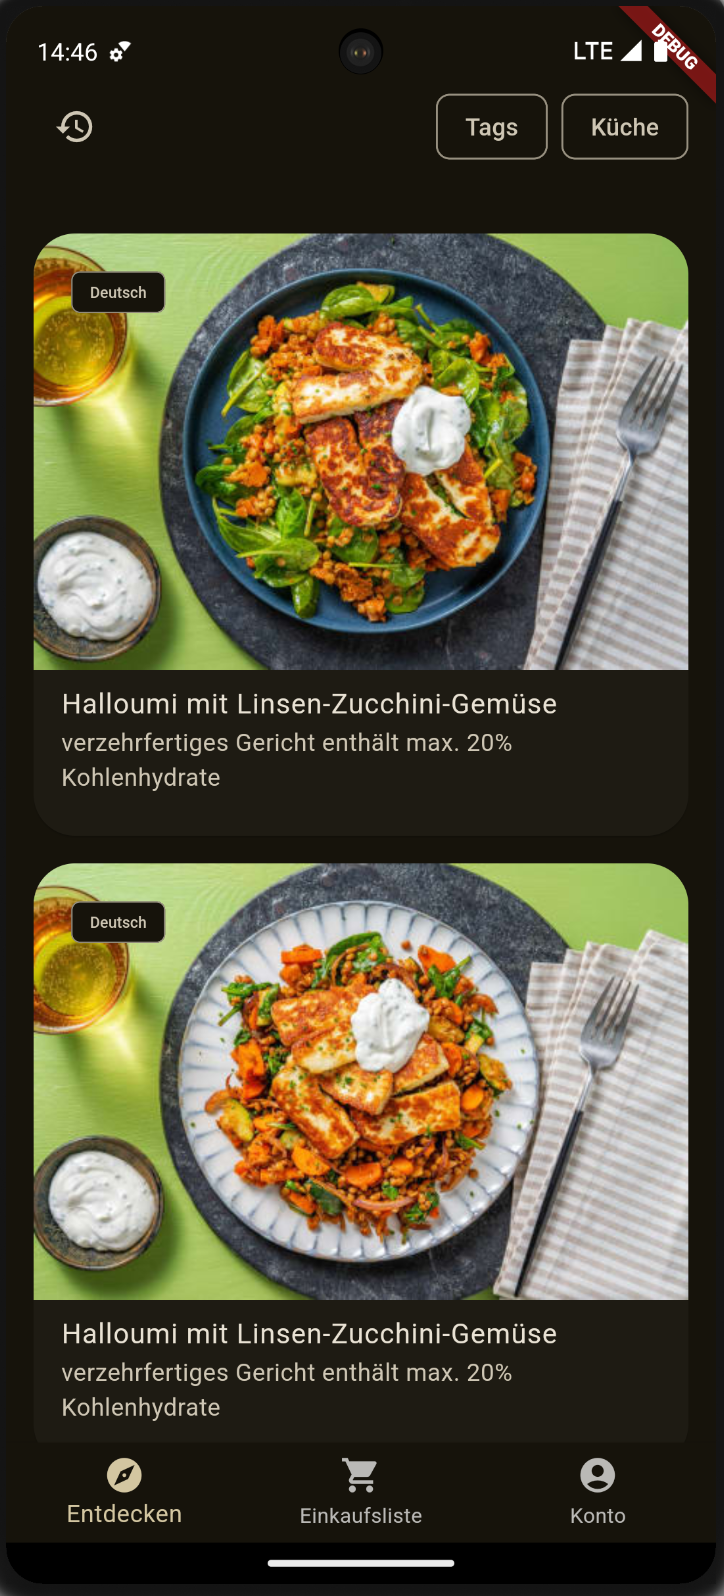 14:46
LTE
DEBUG
Tags
Küche
Deutsch
Halloumi mit Linsen-Zucchini-Gemüse
verzehrfertiges Gericht enthält max. 20%
Kohlenhydrate
Deutsch
Halloumi mit Linsen-Zucchini-Gemüse
verzehrfertiges Gericht enthält max. 20%
Kohlenhydrate
Entdecken
Einkaufsliste
Konto